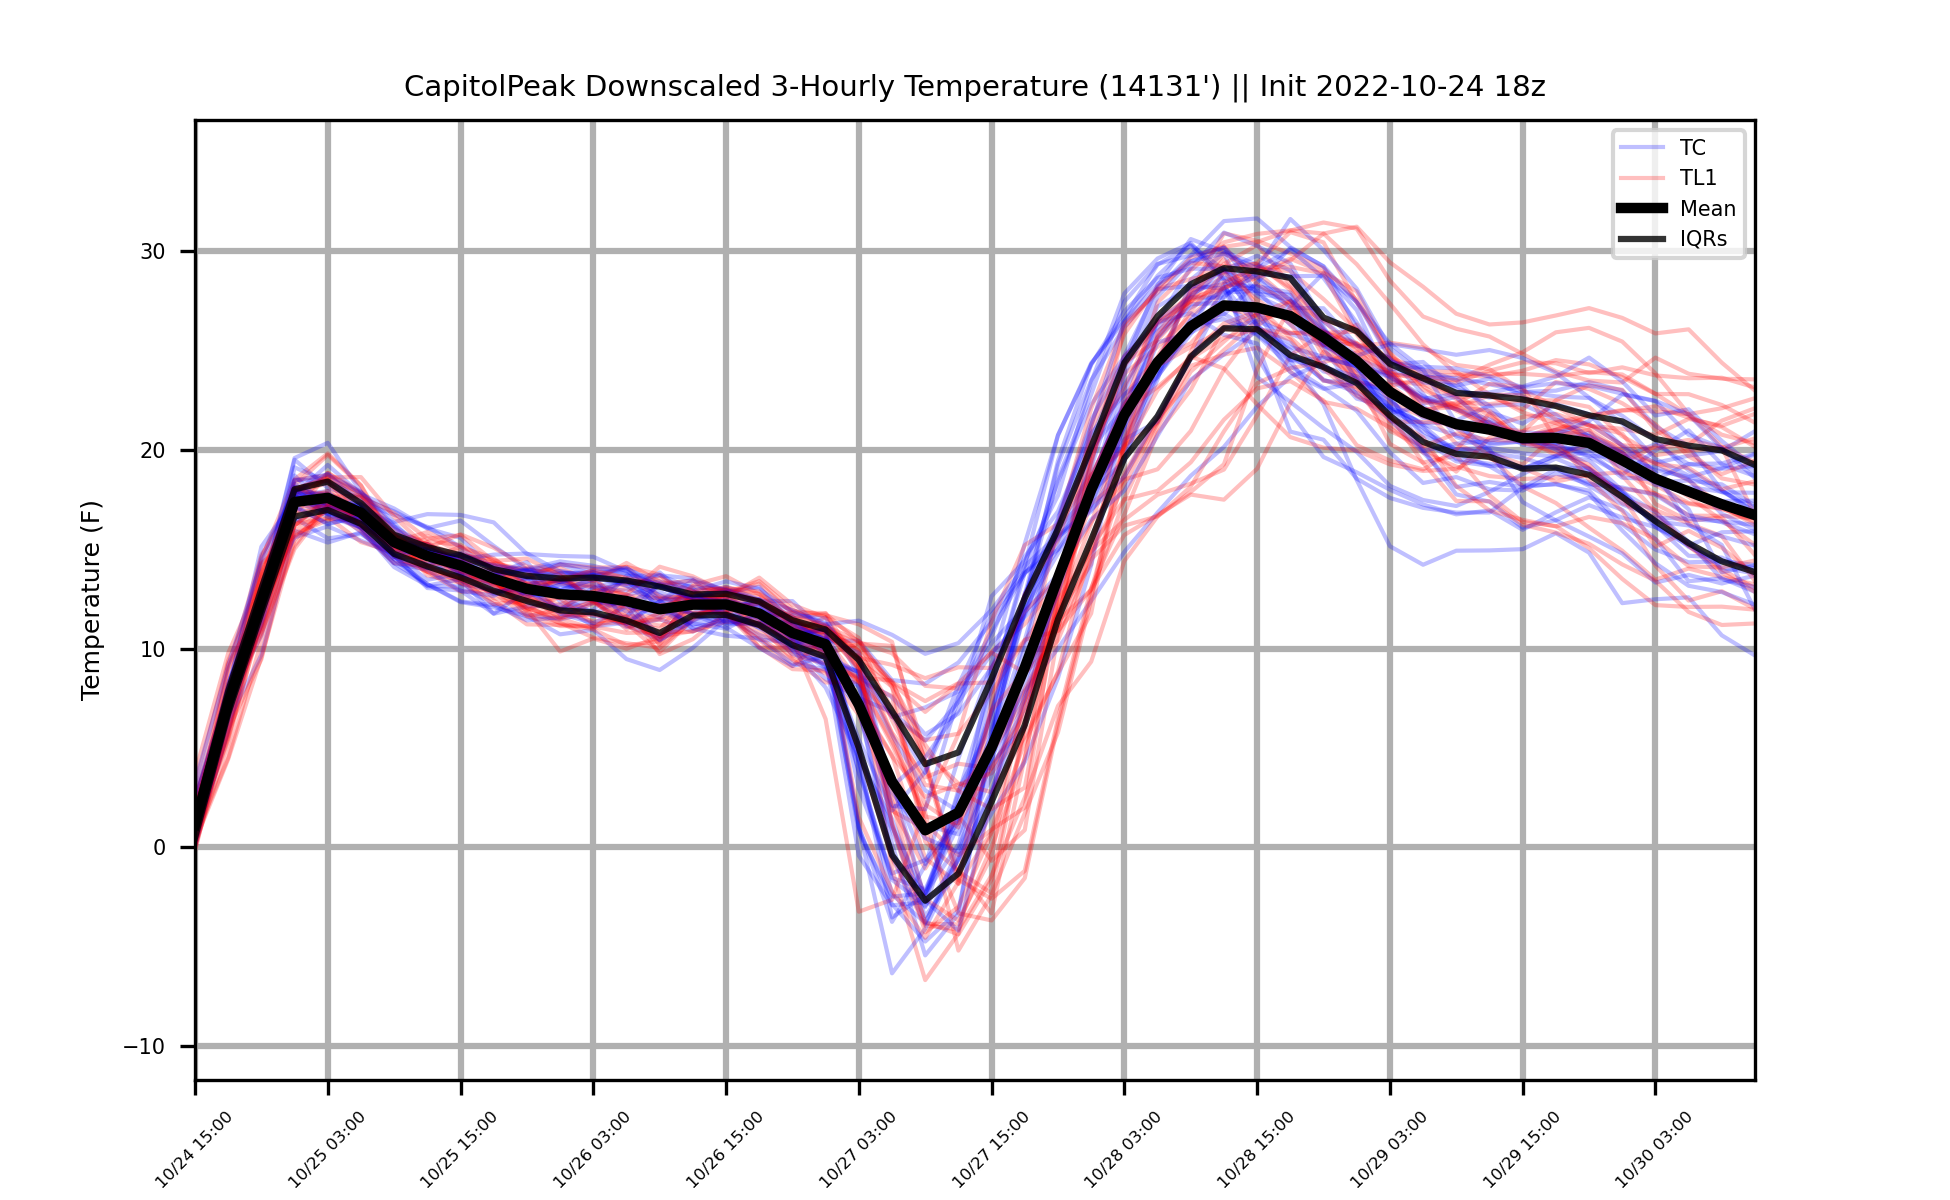 CapitolPeak Downscaled 3-Hourly Temperature (14131') || Init 2022-10-24 18z
TC
TL1
Mean
IQRs
Temperature (F)
30
20
10
0
−10
10/24 15:00
10/25 03:00
10/25 15:00
10/26 03:00
10/26 15:00
10/27 03:00
10/27 15:00
10/28 03:00
10/28 15:00
10/29 03:00
10/29 15:00
10/30 03:00